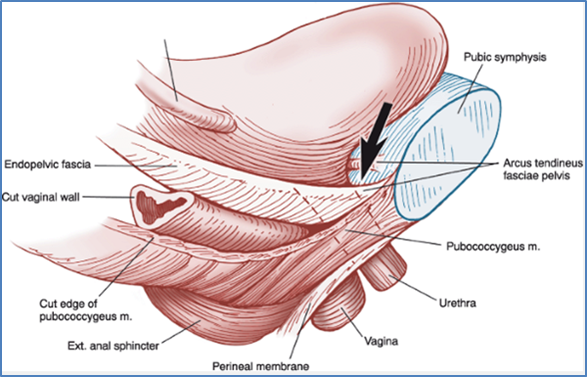 Pubic symphysis
Endopelvic fascia
Arcus tendineus
fasciae pelvis
Cut vaginal wall
Pubococcygeus m.
Cut edge of
pubococcygeus m.
Urethra
Ext. anal sphincter
Vagina
Perineal membrane